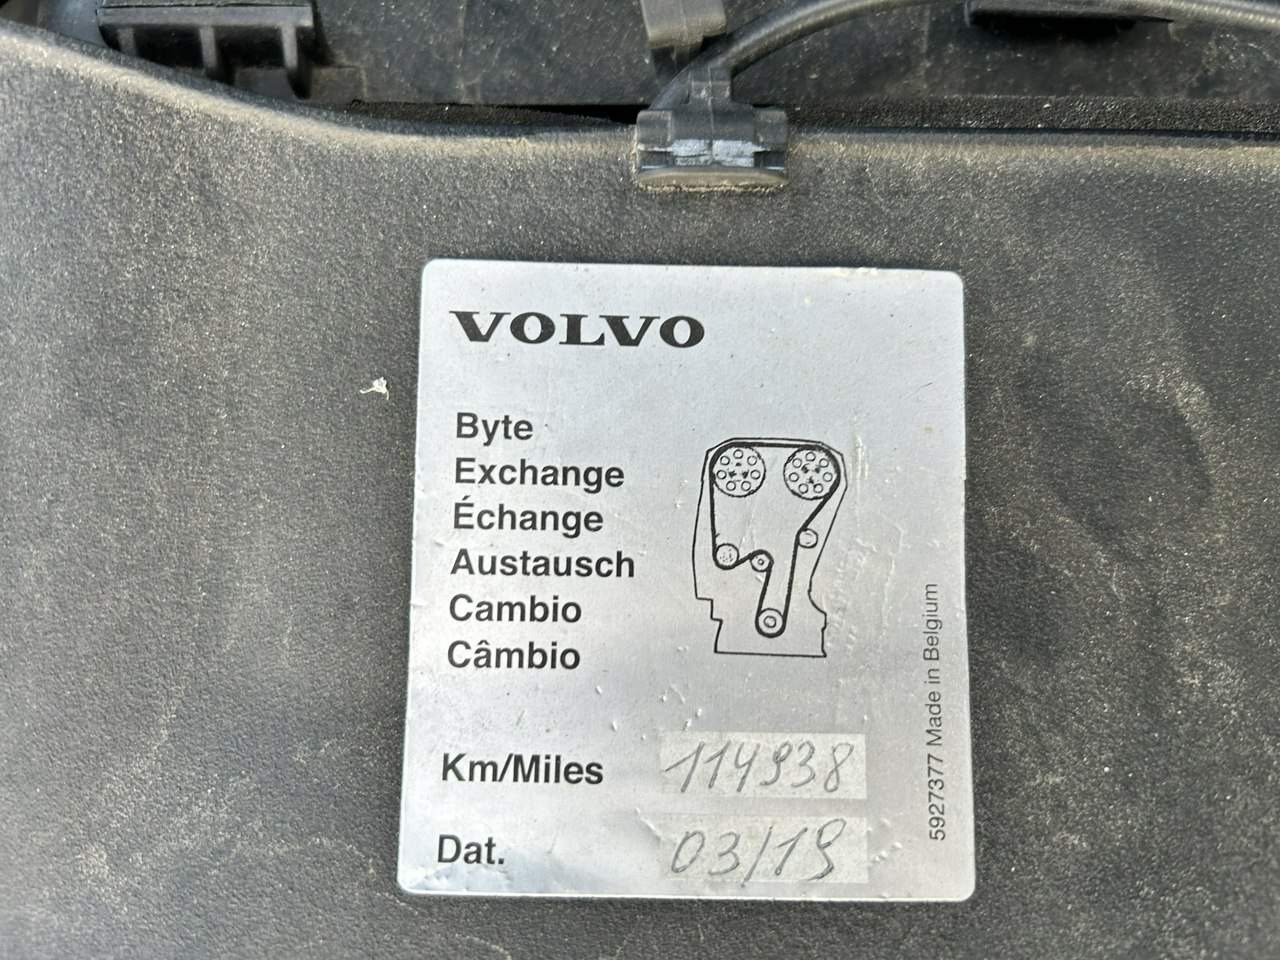 VOLVO
Byte
Exchange
Échange
Austausch
Cambio
Câmbio
Km/Miles 114938
Dat. 03/19
5927377 Made in Belgium